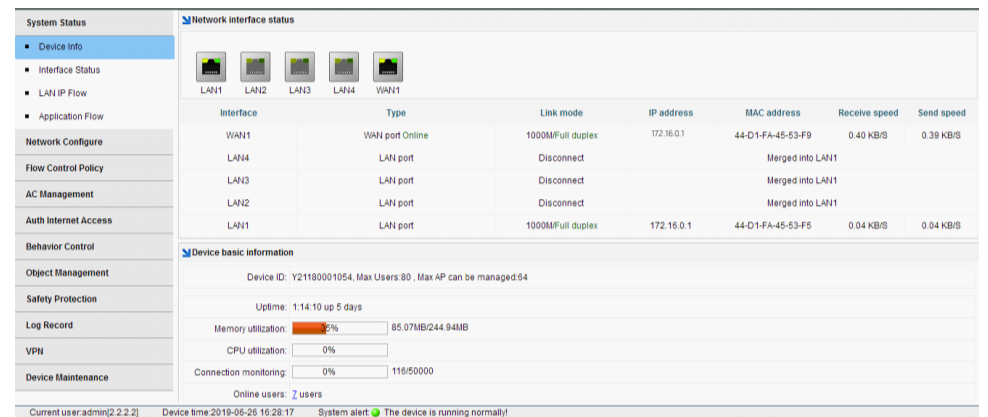 System Status
Device Info
Interface Status
LAN IP Flow
Application Flow
Network Configure
Flow Control Policy
AC Management
Auth Internet Access
Behavior Control
Object Management
Safety Protection
Log Record
VPN
Device Maintenance
Network interface status
LAN1 LAN2 LAN3 LAN4 WAN1
Interface Type Link mode IP address MAC address Receive speed Send speed
WAN1 WAN port Online 1000M/Full duplex 172.16.0.1 44-D1-FA-45-53-F9 0.40 KB/S 0.39 KB/S
LAN4 LAN port Disconnect Merged into LAN1
LAN3 LAN port Disconnect Merged into LAN1
LAN2 LAN port Disconnect Merged into LAN1
LAN1 LAN port 1000M/Full duplex 172.16.0.1 44-D1-FA-45-53-F5 0.04 KB/S 0.04 KB/S
Device basic information
Device ID: Y21180001054, Max Users:80 , Max AP can be managed:64
Uptime: 1:14:10 up 5 days
Memory utilization: 35% 85.07MB/244.94MB
CPU utilization: 0%
Connection monitoring: 0% 116/50000
Online users: 7 users
Current user:admin[2.2.2.2] Device time:2019-06-26 16:28:17 System alert: The device is running normally!